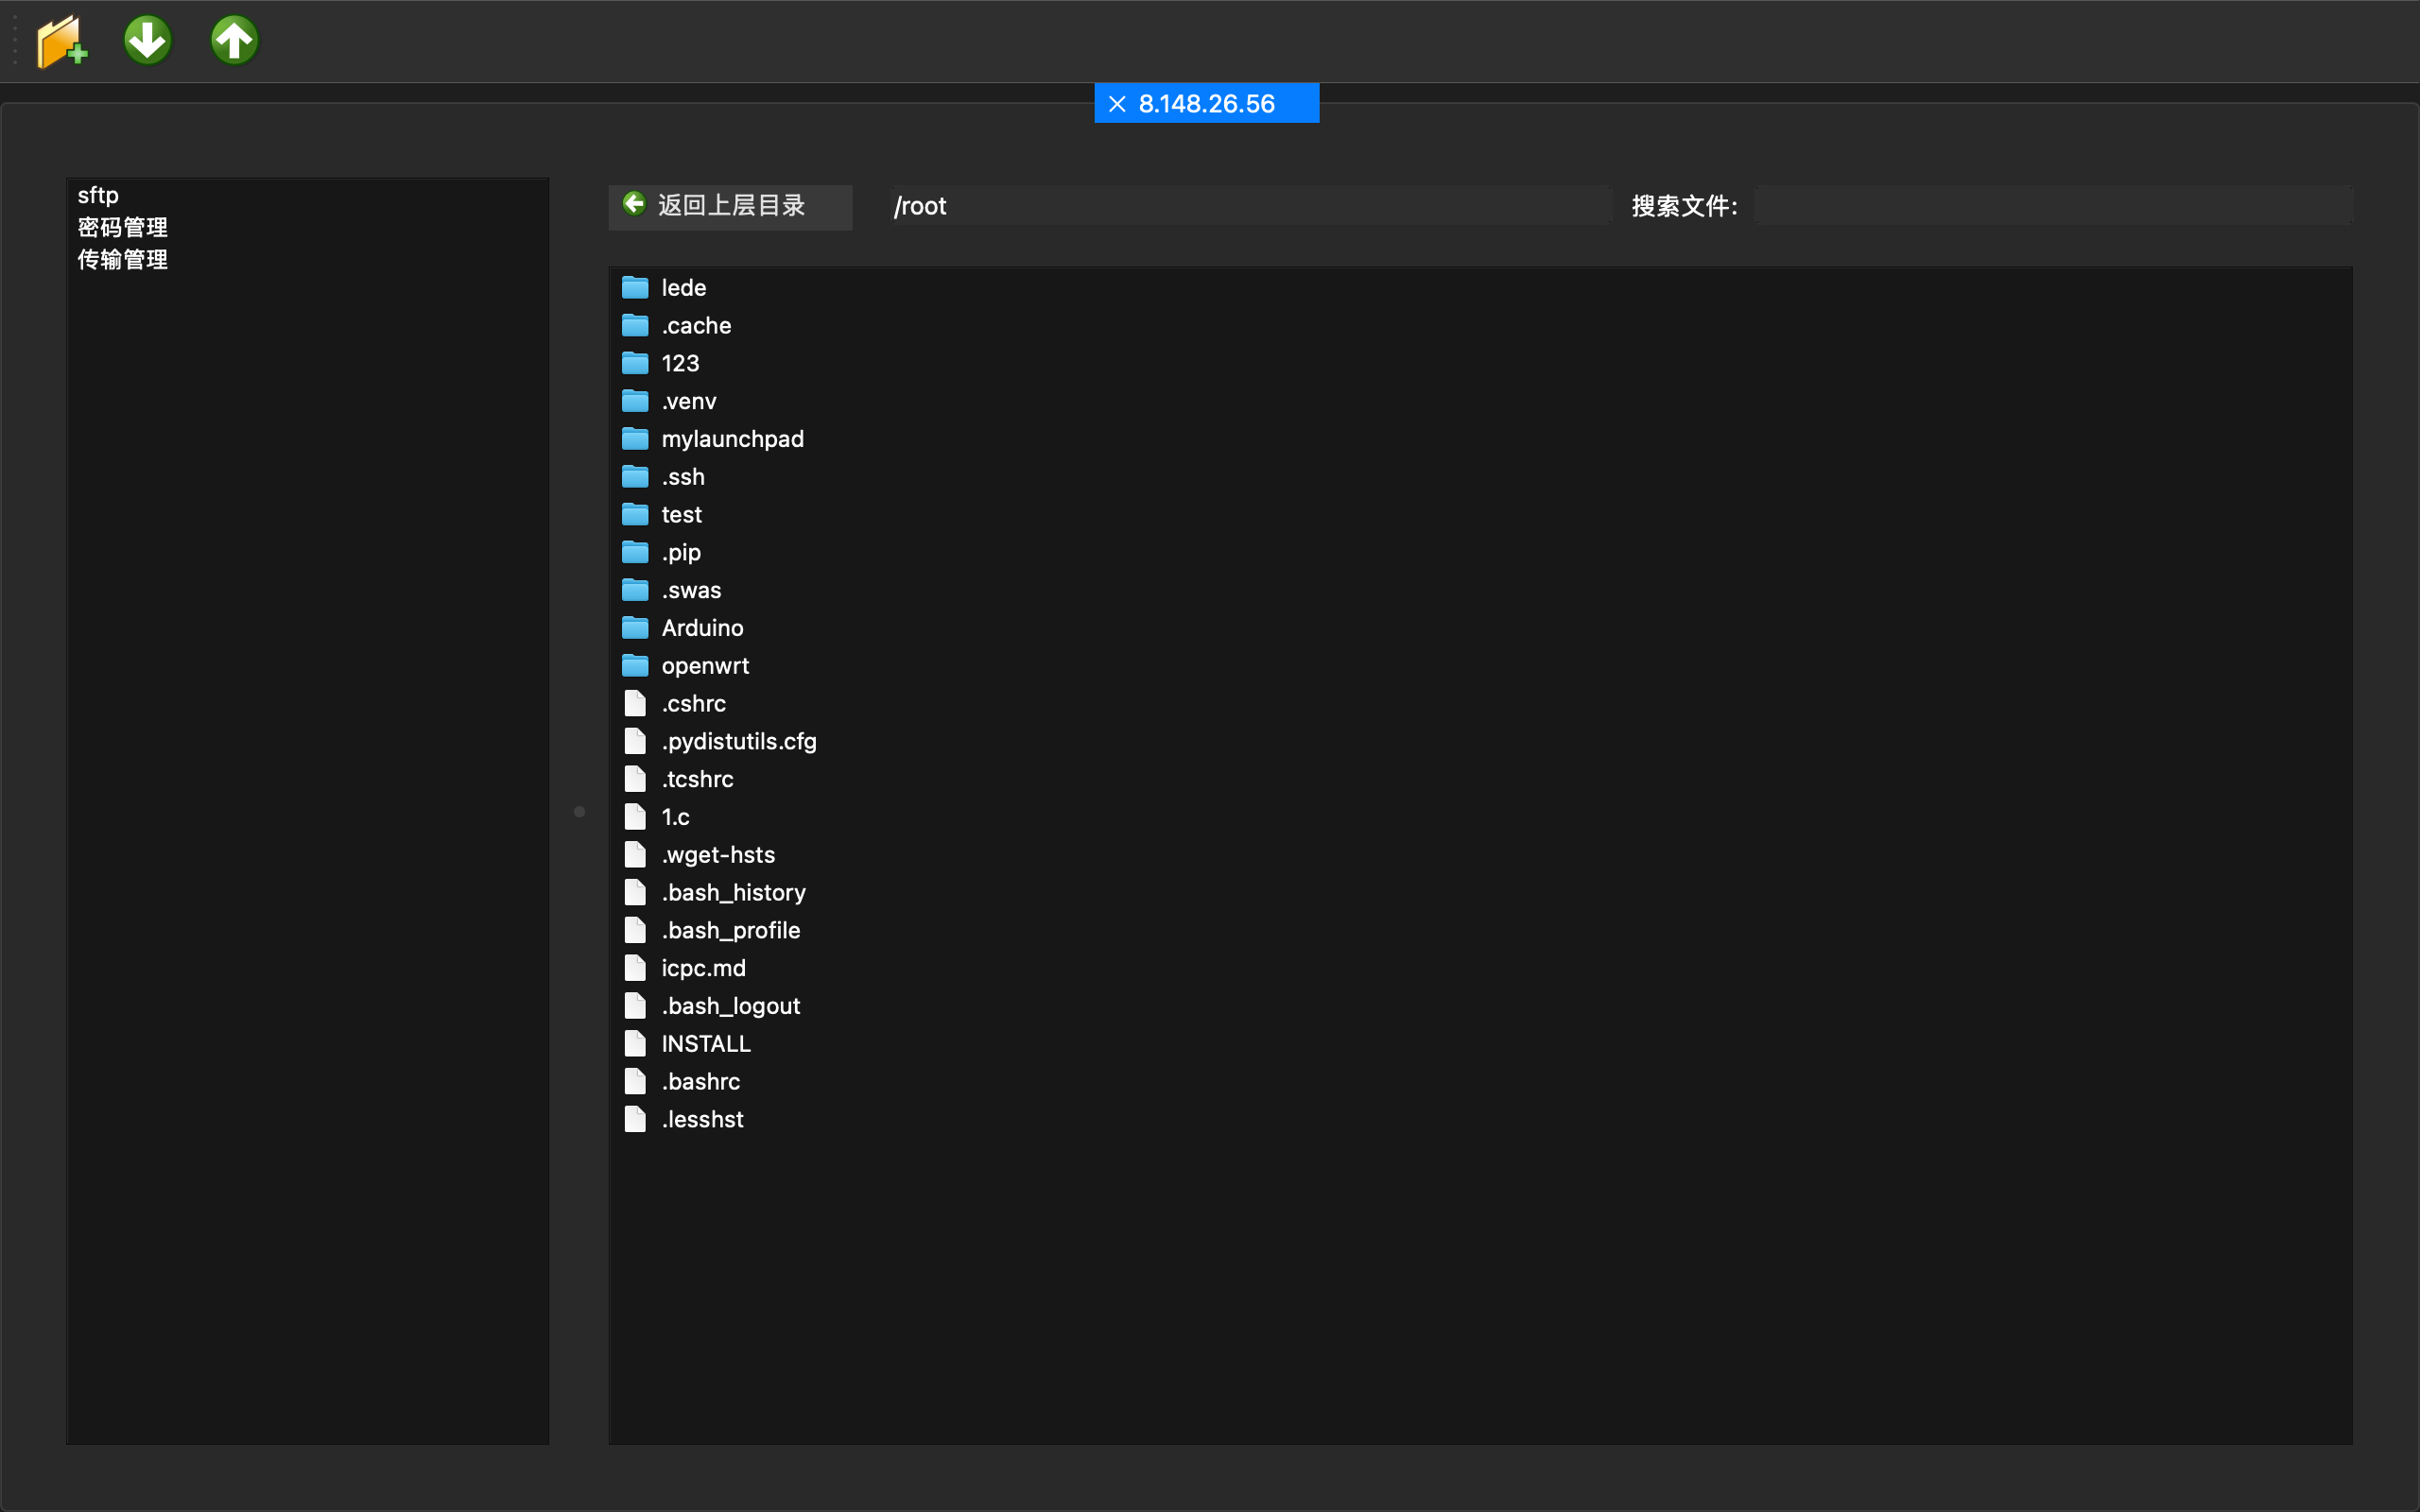 8.148.26.56
sftp
密码管理
传输管理
返回上层目录
/root
搜索文件:
lede
.cache
123
.venv
mylaunchpad
.ssh
test
.pip
.swas
Arduino
openwrt
.cshrc
.pydistutils.cfg
.tcshrc
1.c
.wget-hsts
.bash_history
.bash_profile
icpc.md
.bash_logout
INSTALL
.bashrc
.lesshst